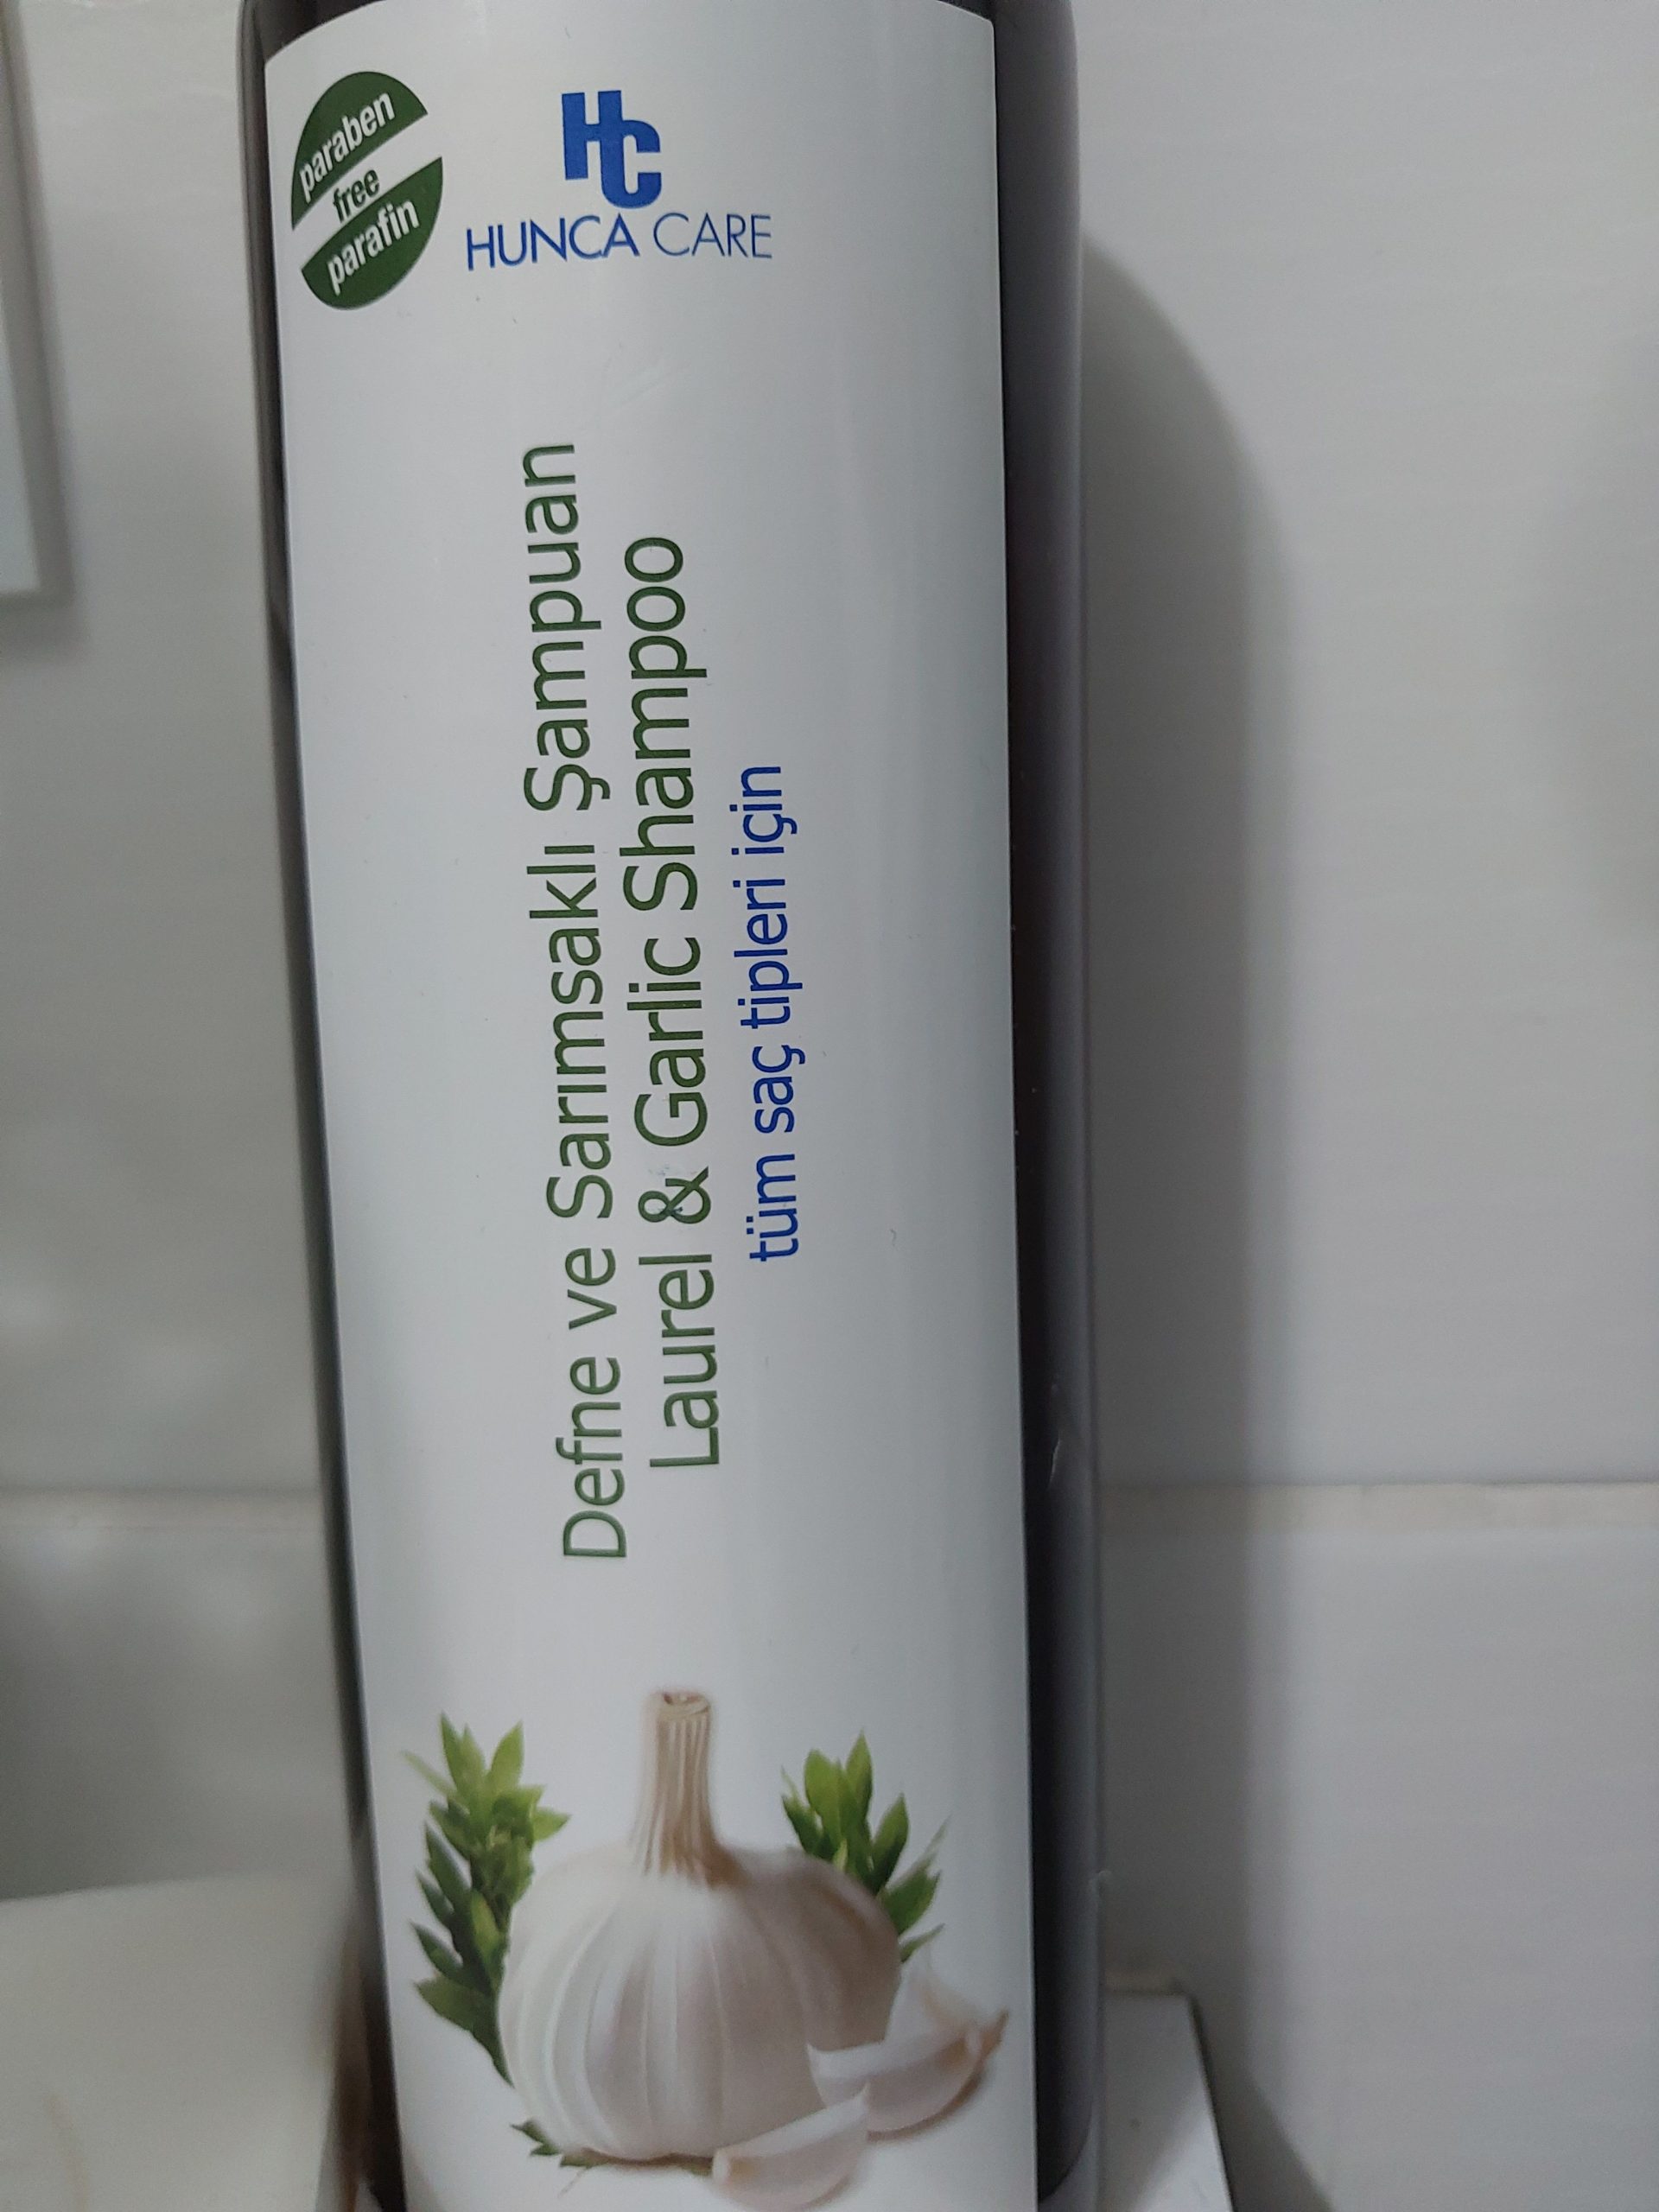 paraben
free
parafin
HC
HUNCA CARE
Defne ve Sarımsaklı Şampuan
Laurel & Garlic Shampoo
tüm saç tipleri için